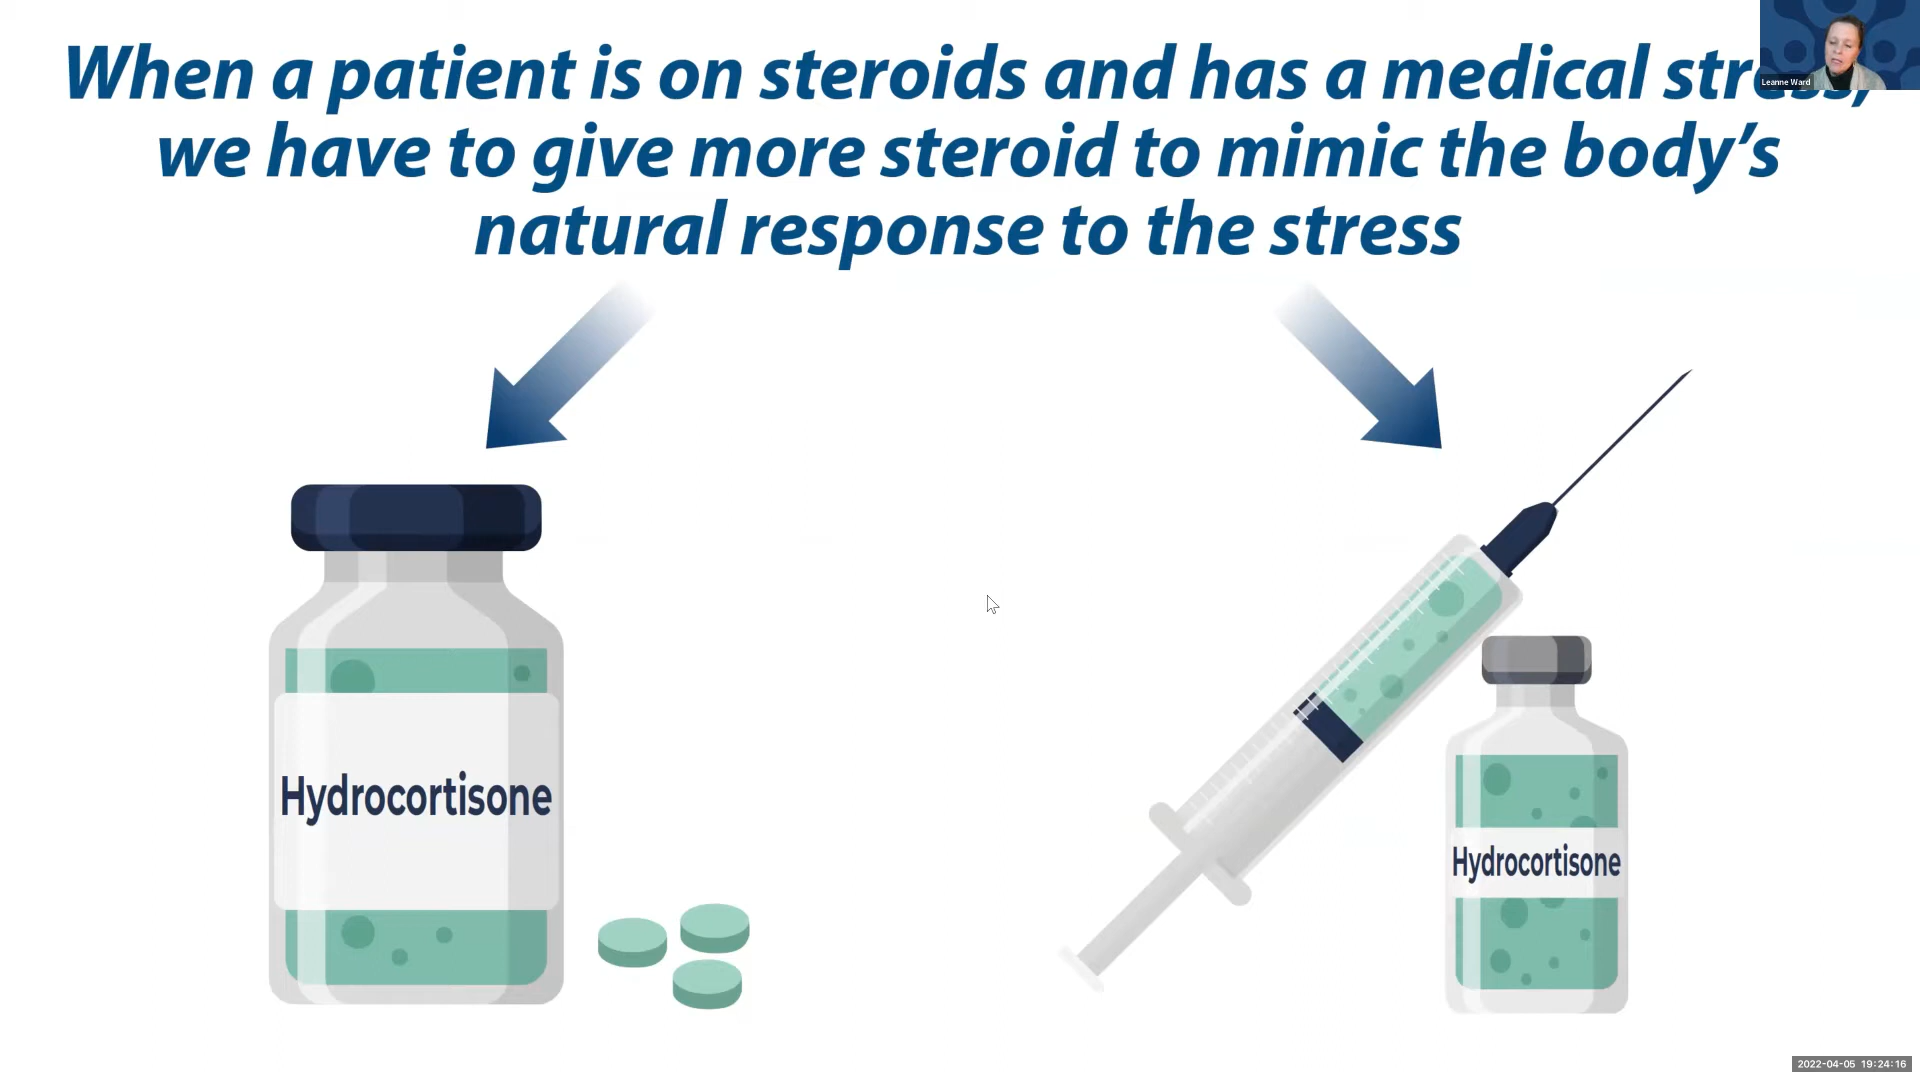 When a patient is on steroids and has a medical stress,
we have to give more steroid to mimic the body’s
natural response to the stress
Leanne Ward
Hydrocortisone
Hydrocortisone
2022-04-05 19:24:16